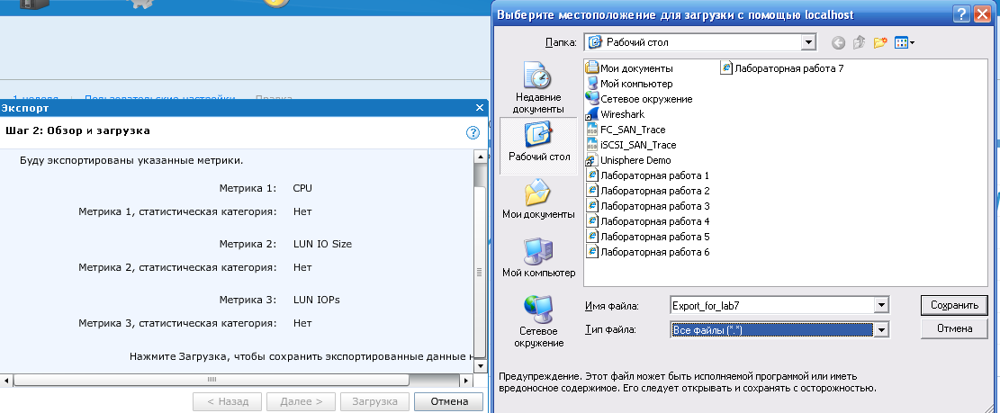 1 неделя Пользовательские настройки Правка
Экспорт
Шаг 2: Обзор и загрузка
Буду экспортированы указанные метрики.
Метрика 1: CPU
Метрика 1, статистическая категория: Нет
Метрика 2: LUN IO Size
Метрика 2, статистическая категория: Нет
Метрика 3: LUN IOPs
Метрика 3, статистическая категория: Нет
Нажмите Загрузка, чтобы сохранить экспортированные данные
< Назад Далее > Загрузка Отмена
Выберите местоположение для загрузки с помощью localhost
Папка: Рабочий стол
Недавние документы
Рабочий стол
Мои документы
Мой компьютер
Сетевое окружение
Мои документы
Мой компьютер
Сетевое окружение
Wireshark
FC_SAN_Trace
iSCSI_SAN_Trace
Unisphere Demo
Лабораторная работа 1
Лабораторная работа 2
Лабораторная работа 3
Лабораторная работа 4
Лабораторная работа 5
Лабораторная работа 6
Лабораторная работа 7
Имя файла: Export_for_lab7 Сохранить
Тип файла: Все файлы (*.*) Отмена
Предупреждение. Этот файл может быть исполняемой программой или иметь
вредоносное содержимое. Его следует открывать и сохранять с осторожностью.